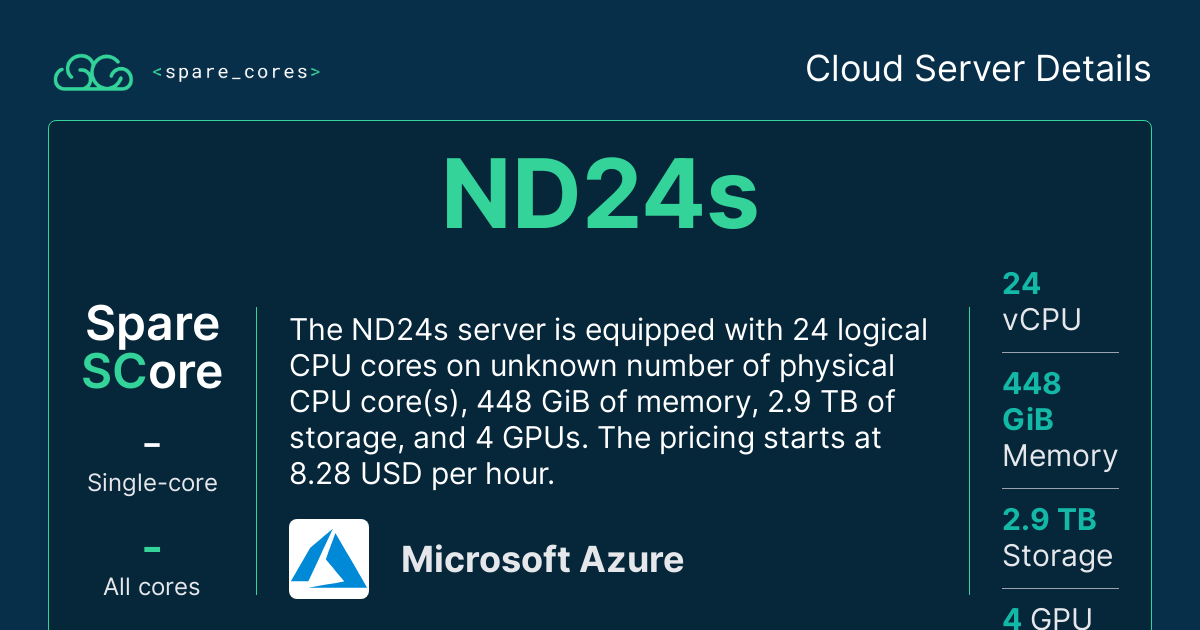 <spare_cores>
Cloud Server Details
ND24s
Spare
SCore
-
Single-core
-
All cores
The ND24s server is equipped with 24 logical
CPU cores on unknown number of physical
CPU core(s), 448 GiB of memory, 2.9 TB of
storage, and 4 GPUs. The pricing starts at
8.28 USD per hour.
Microsoft Azure
24
vCPU
448
GiB
Memory
2.9 TB
Storage
4 GPU